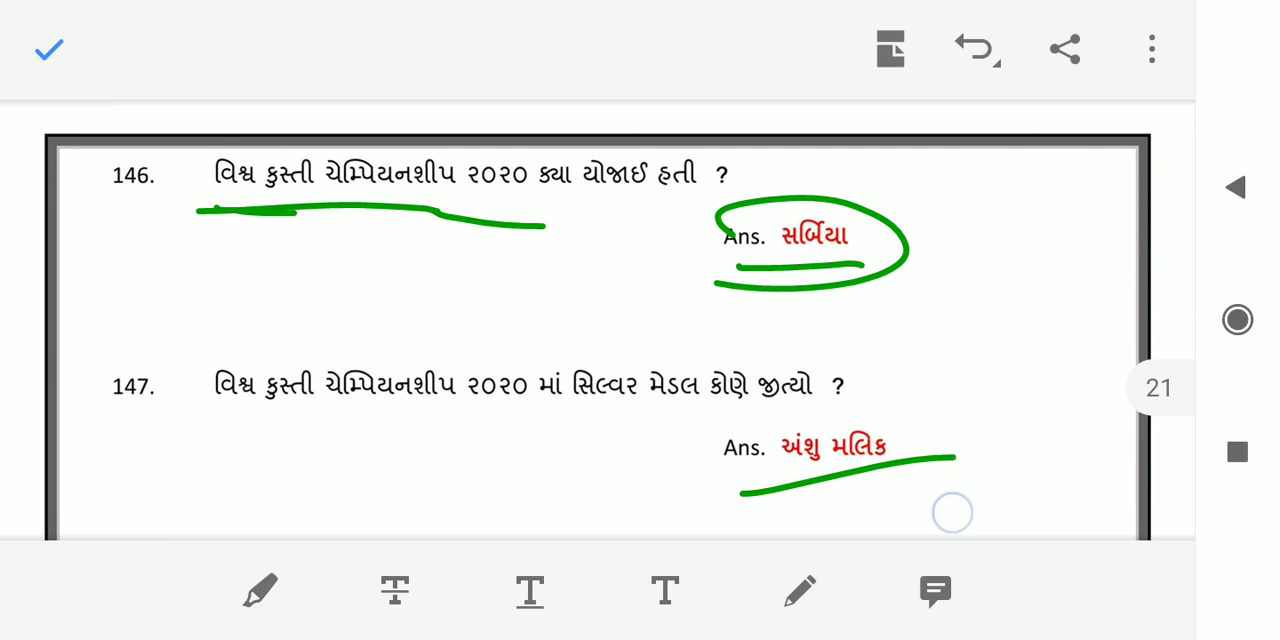 146. વિશ્વ કુસ્તી ચેમ્પિયનશીપ ૨૦૨૦ ક્યા યોજાઈ હતી ?
Ans. સર્બિયા
147. વિશ્વ કુસ્તી ચેમ્પિયનશીપ ૨૦૨૦ માં સિલ્વર મેડલ કોણે જીત્યો ?
21
Ans. અંશુ મલિક